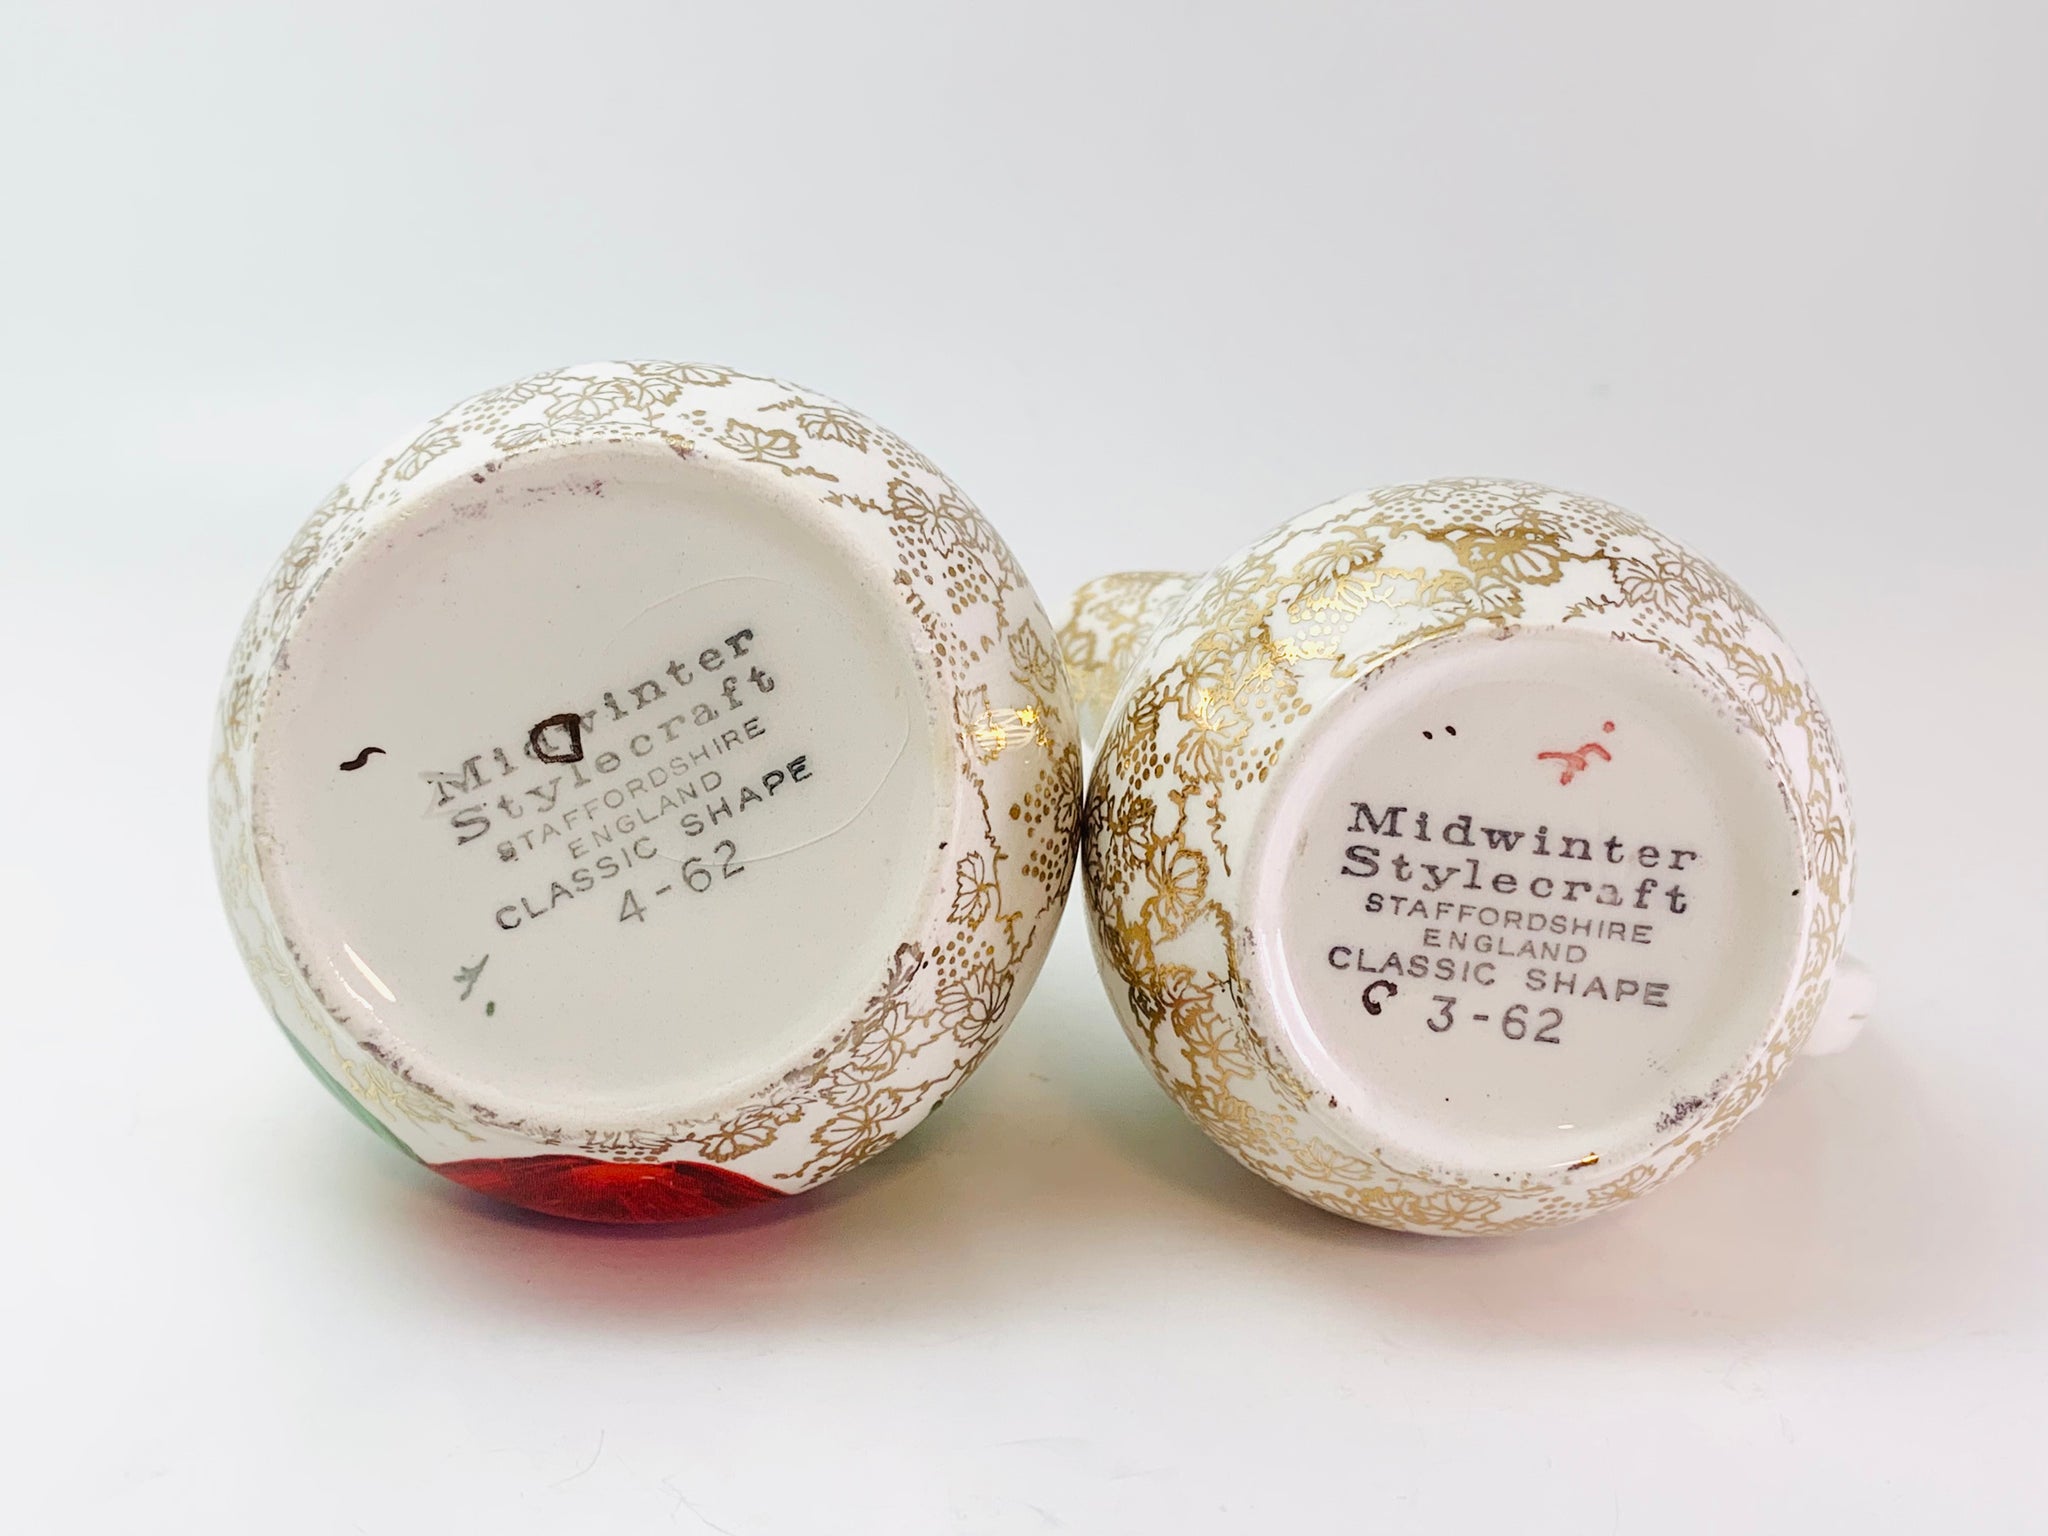 Midwinter
Stylecraft
STAFFORDSHIRE
ENGLAND
CLASSIC SHAPE
4-62
D
Midwinter
Stylecraft
STAFFORDSHIRE
ENGLAND
CLASSIC SHAPE
C 3-62